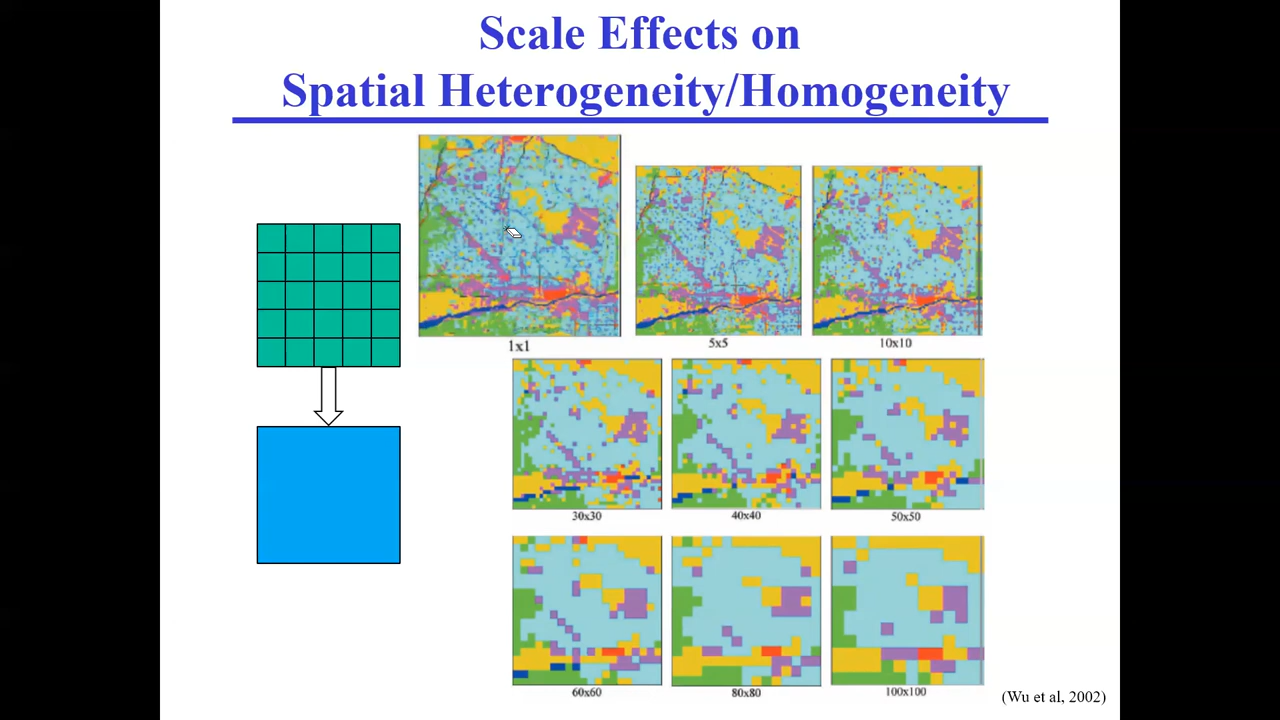 Scale Effects on
Spatial Heterogeneity/Homogeneity
1x1
5x5
10x10
30x30
40x40
50x50
60x60
80x80
100x100
(Wu et al, 2002)